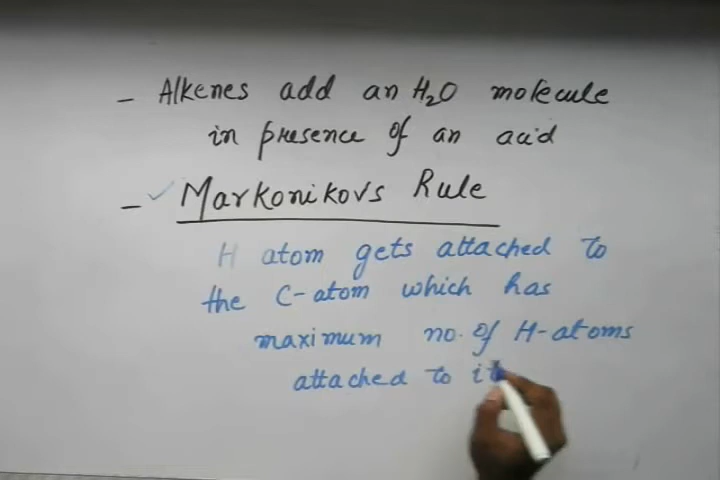 - Alkenes add an H₂O molecule
in presence of an acid
- ✓ Markonikovs Rule
H atom gets attached to
the C-atom which has
maximum no. of H-atoms
attached to it